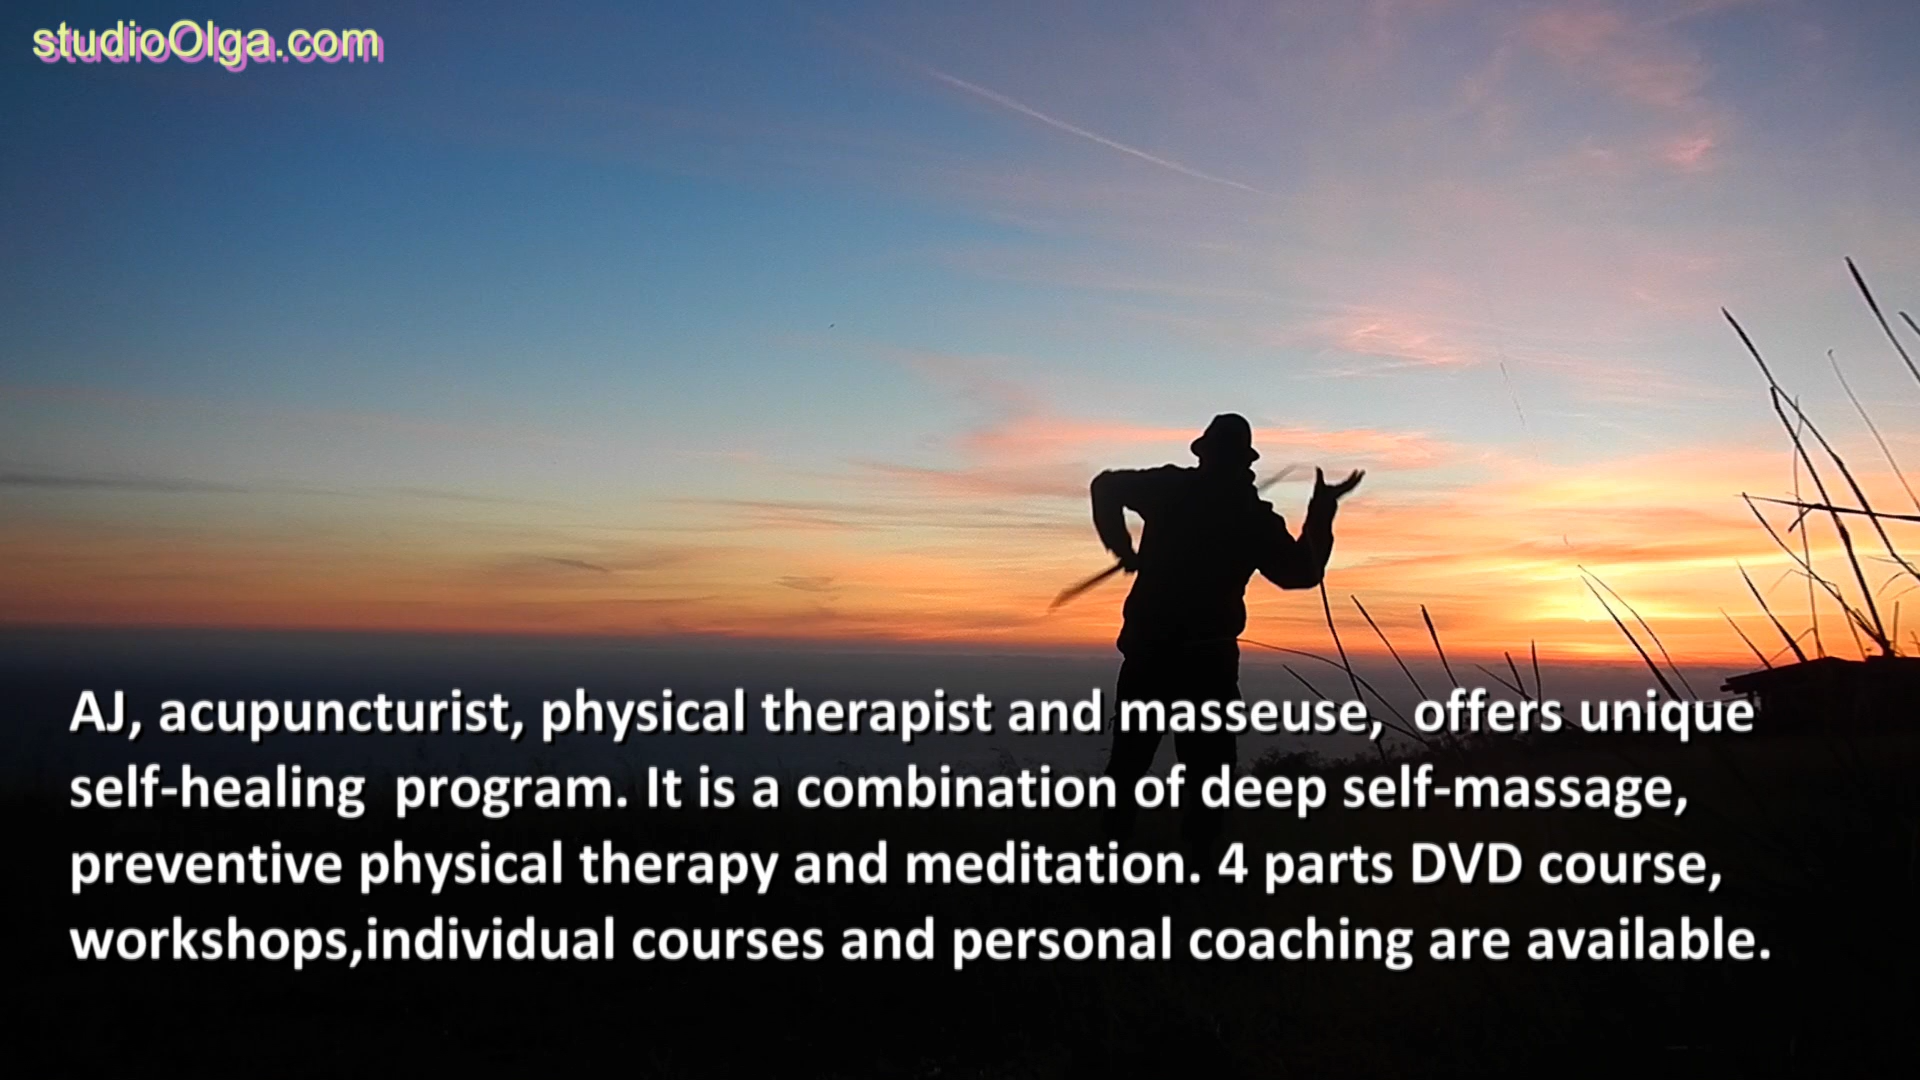 studioOlga.com
AJ, acupuncturist, physical therapist and masseuse,  offers unique
self-healing  program. It is a combination of deep self-massage,
preventive physical therapy and meditation. 4 parts DVD course,
workshops,individual courses and personal coaching are available.